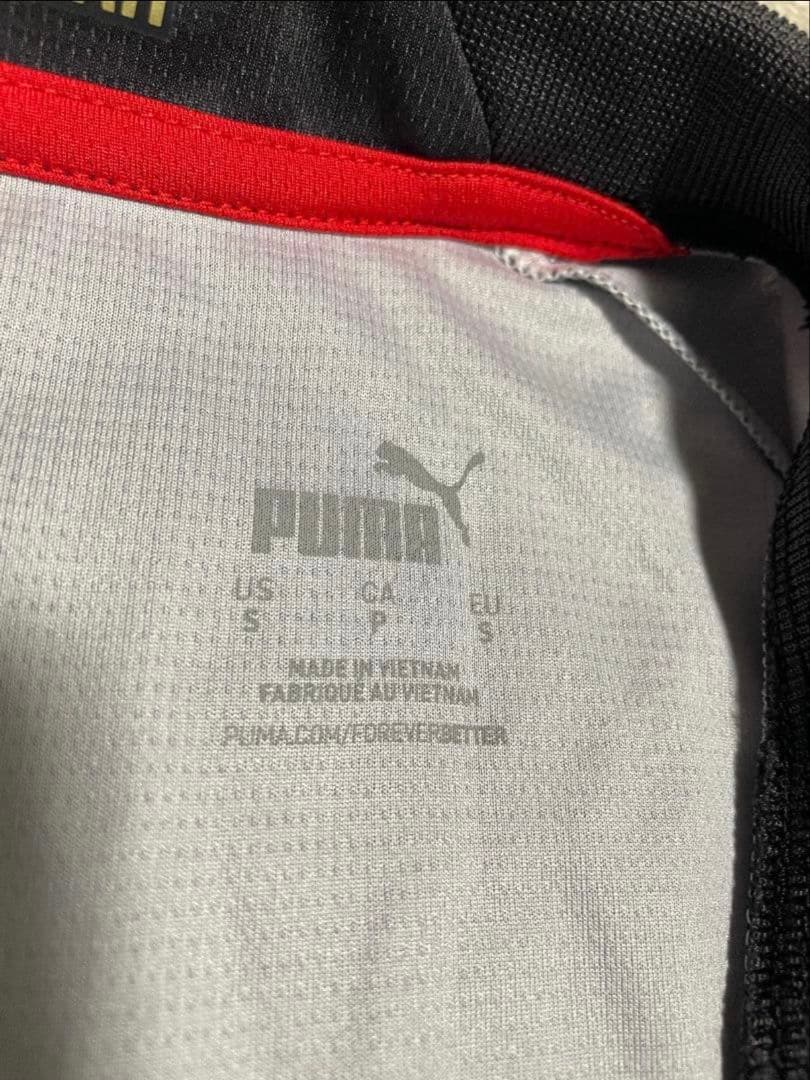 PUMA
US CA EU
S P S
MADE IN VIETNAM
FABRIQUÉ AU VIETNAM
PUMA.COM/FOREVERBETTER